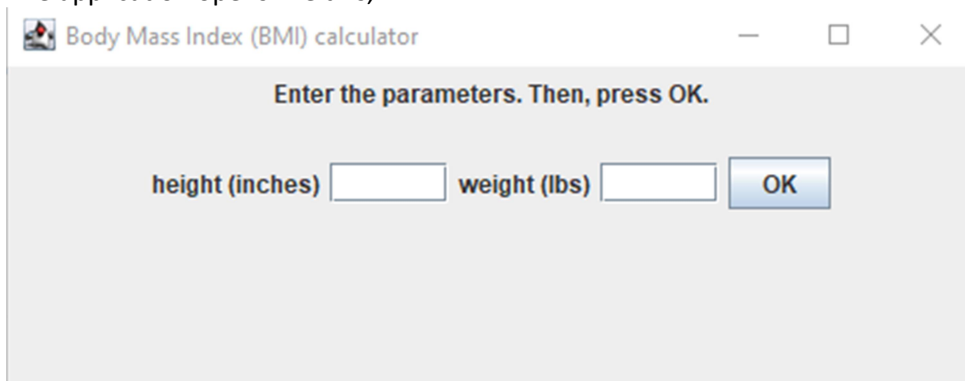 Body Mass Index (BMI) calculator
Enter the parameters. Then, press OK.
height (inches) weight (lbs) OK